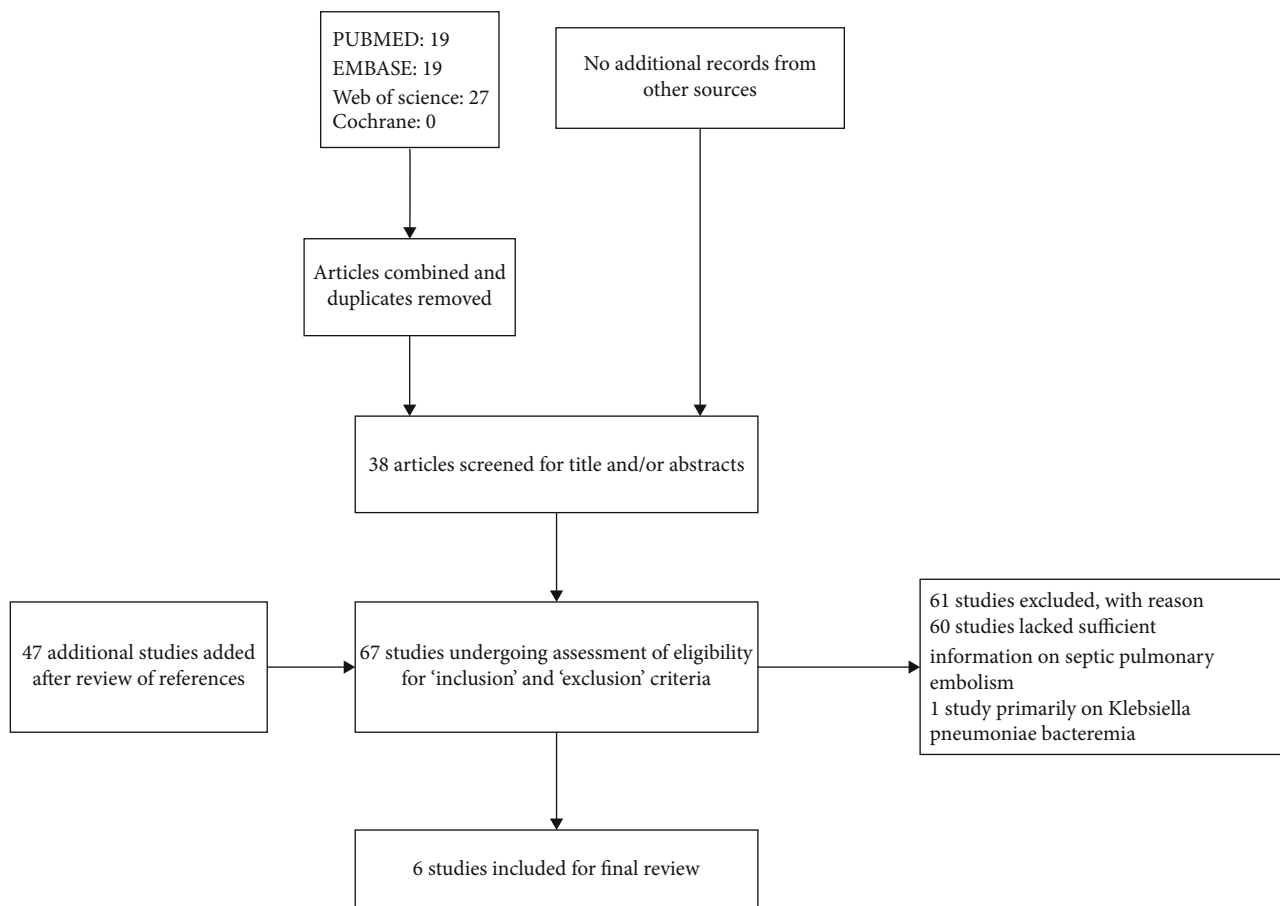 PUBMED: 19
EMBASE: 19
Web of science: 27
Cochrane: 0
No additional records from
other sources
Articles combined and
duplicates removed
38 articles screened for title and/or abstracts
47 additional studies added
after review of references
67 studies undergoing assessment of eligibility
for ‘inclusion’ and ‘exclusion’ criteria
61 studies excluded, with reason
60 studies lacked sufficient
information on septic pulmonary
embolism
1 study primarily on Klebsiella
pneumoniae bacteremia
6 studies included for final review